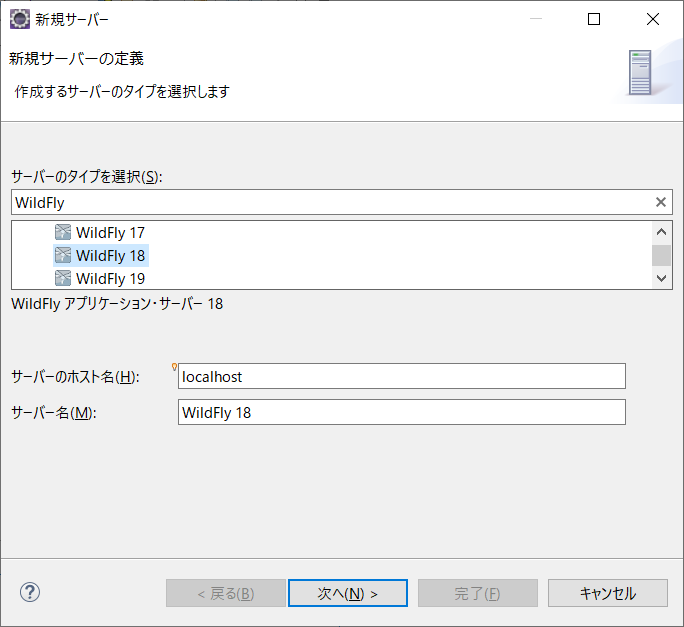 新規サーバー
新規サーバーの定義
作成するサーバーのタイプを選択します
サーバーのタイプを選択(S):
WildFly
WildFly 17
WildFly 18
WildFly 19
WildFly アプリケーション・サーバー 18
サーバーのホスト名(H):
localhost
サーバー名(M):
WildFly 18
< 戻る(B)
次へ(N) >
完了(F)
キャンセル